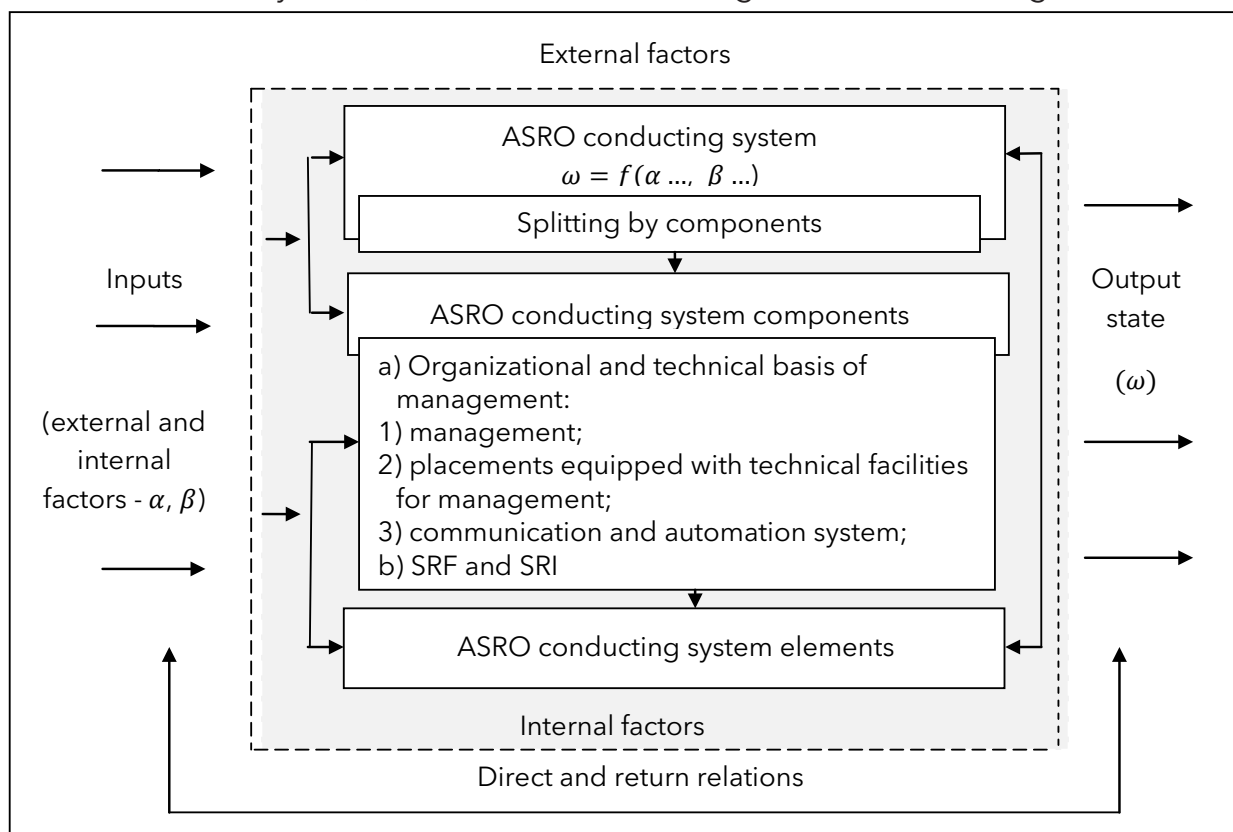 External factors
ASRO conducting system
ω = f(α ..., β ...)
Splitting by components
Inputs
(external and
internal
factors - α, β)
ASRO conducting system components
a) Organizational and technical basis of
management:
1) management;
2) placements equipped with technical facilities
for management;
3) communication and automation system;
b) SRF and SRI
ASRO conducting system elements
Output
state
(ω)
Internal factors
Direct and return relations